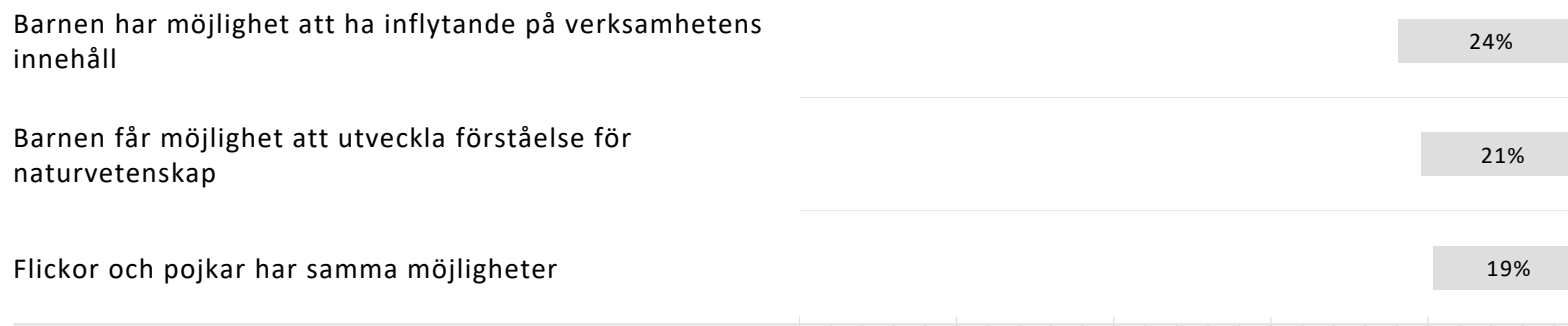 Barnen har möjlighet att ha inflytande på verksamhetens
innehåll
24%
Barnen får möjlighet att utveckla förståelse för
naturvetenskap
21%
Flickor och pojkar har samma möjligheter
19%